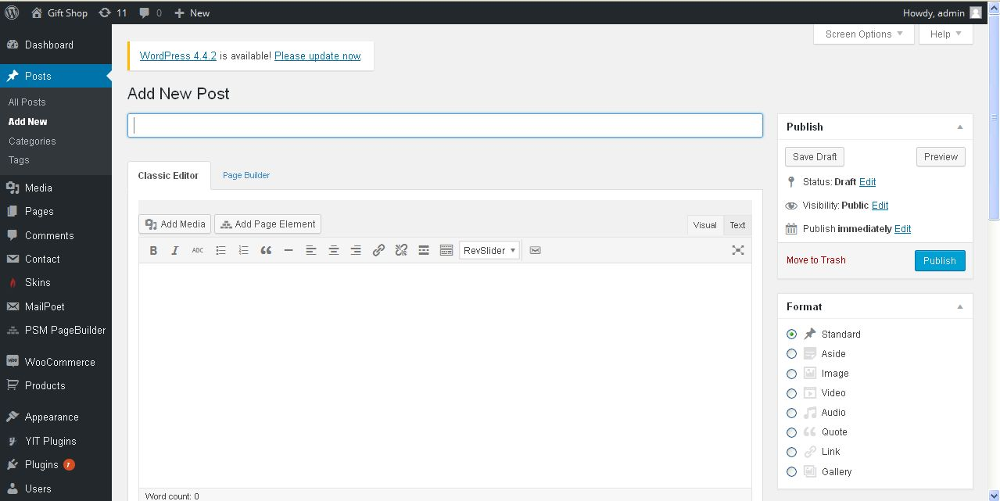 Gift Shop 11 0 New Howdy, admin
Screen Options Help
Dashboard
Posts
All Posts
Add New
Categories
Tags
Media
Pages
Comments
Contact
Skins
MailPoet
PSM PageBuilder
WooCommerce
Products
Appearance
YIT Plugins
Plugins
Users
WordPress 4.4.2 is available! Please update now.
Add New Post
Classic Editor Page Builder
Add Media Add Page Element Visual Text
B I ABC RevSlider
Word count: 0
Publish
Save Draft Preview
Status: Draft Edit
Visibility: Public Edit
Publish immediately Edit
Move to Trash Publish
Format
Standard
Aside
Image
Video
Audio
Quote
Link
Gallery